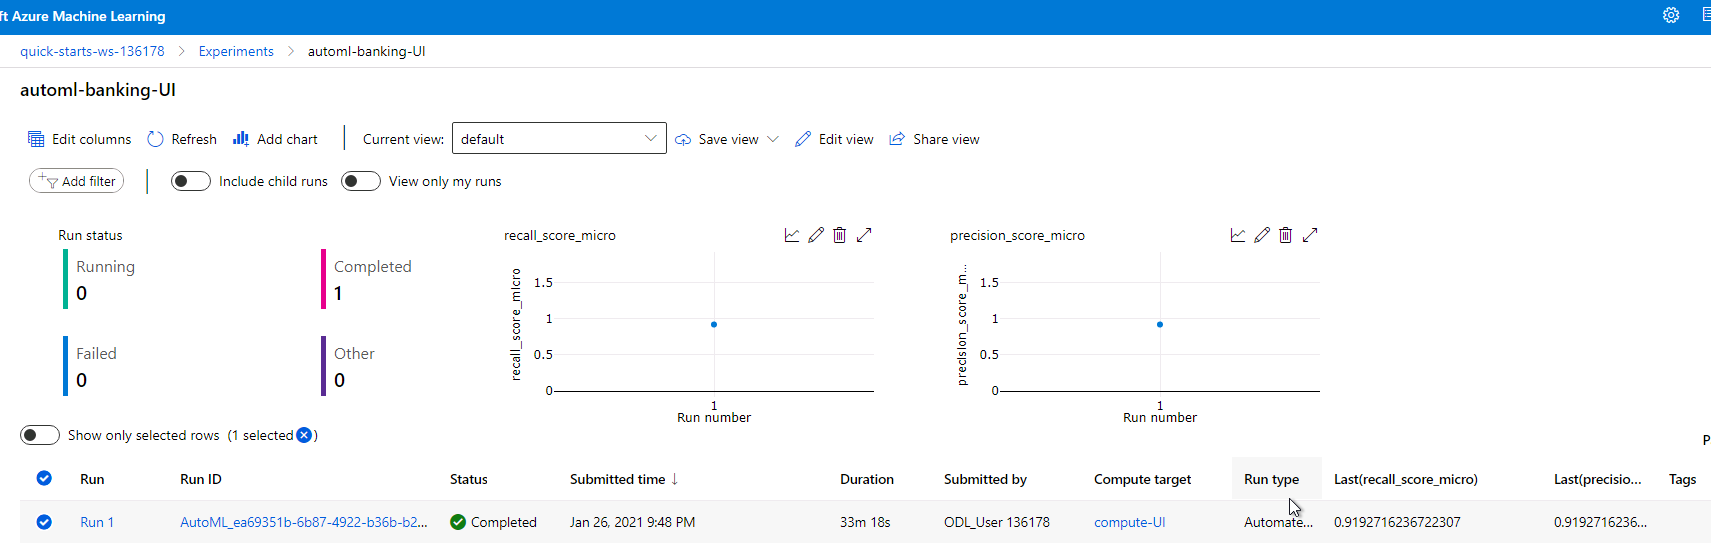 ft Azure Machine Learning
quick-starts-ws-136178 > Experiments > automl-banking-UI
automl-banking-UI
Edit columns Refresh Add chart Current view: default Save view Edit view Share view
Add filter Include child runs View only my runs
Run status
Running
0
Completed
1
Failed
0
Other
0
recall_score_micro
recall_score_micro
1.5
1
0.5
0
1
Run number
precision_score_micro
precision_score_m...
1.5
1
0.5
0
1
Run number
Show only selected rows (1 selected )
P
Run Run ID Status Submitted time ↓ Duration Submitted by Compute target Run type Last(recall_score_micro) Last(precisio... Tags
Run 1 AutoML_ea69351b-6b87-4922-b36b-b2... Completed Jan 26, 2021 9:48 PM 33m 18s ODL_User 136178 compute-UI Automate... 0.9192716236722307 0.9192716236...